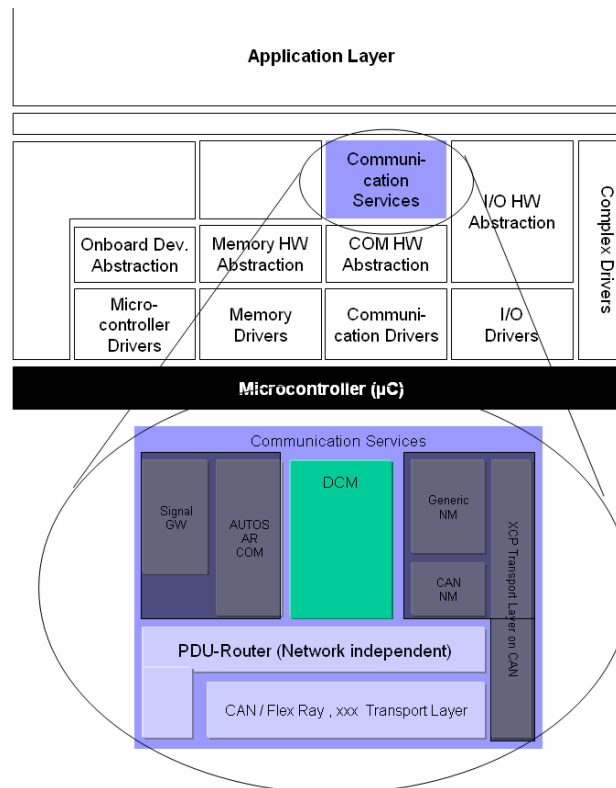 Application Layer
Communi-
cation
Services
I/O HW
Abstraction
Complex Drivers
Onboard Dev.
Abstraction
Memory HW
Abstraction
COM HW
Abstraction
Micro-
controller
Drivers
Memory
Drivers
Communi-
cation Drivers
I/O
Drivers
Microcontroller (µC)
Communication Services
Signal
GW
AUTOS
AR
COM
DCM
Generic
NM
CAN
NM
XCP Transport Layer on CAN
PDU-Router (Network independent)
CAN / Flex Ray , xxx Transport Layer